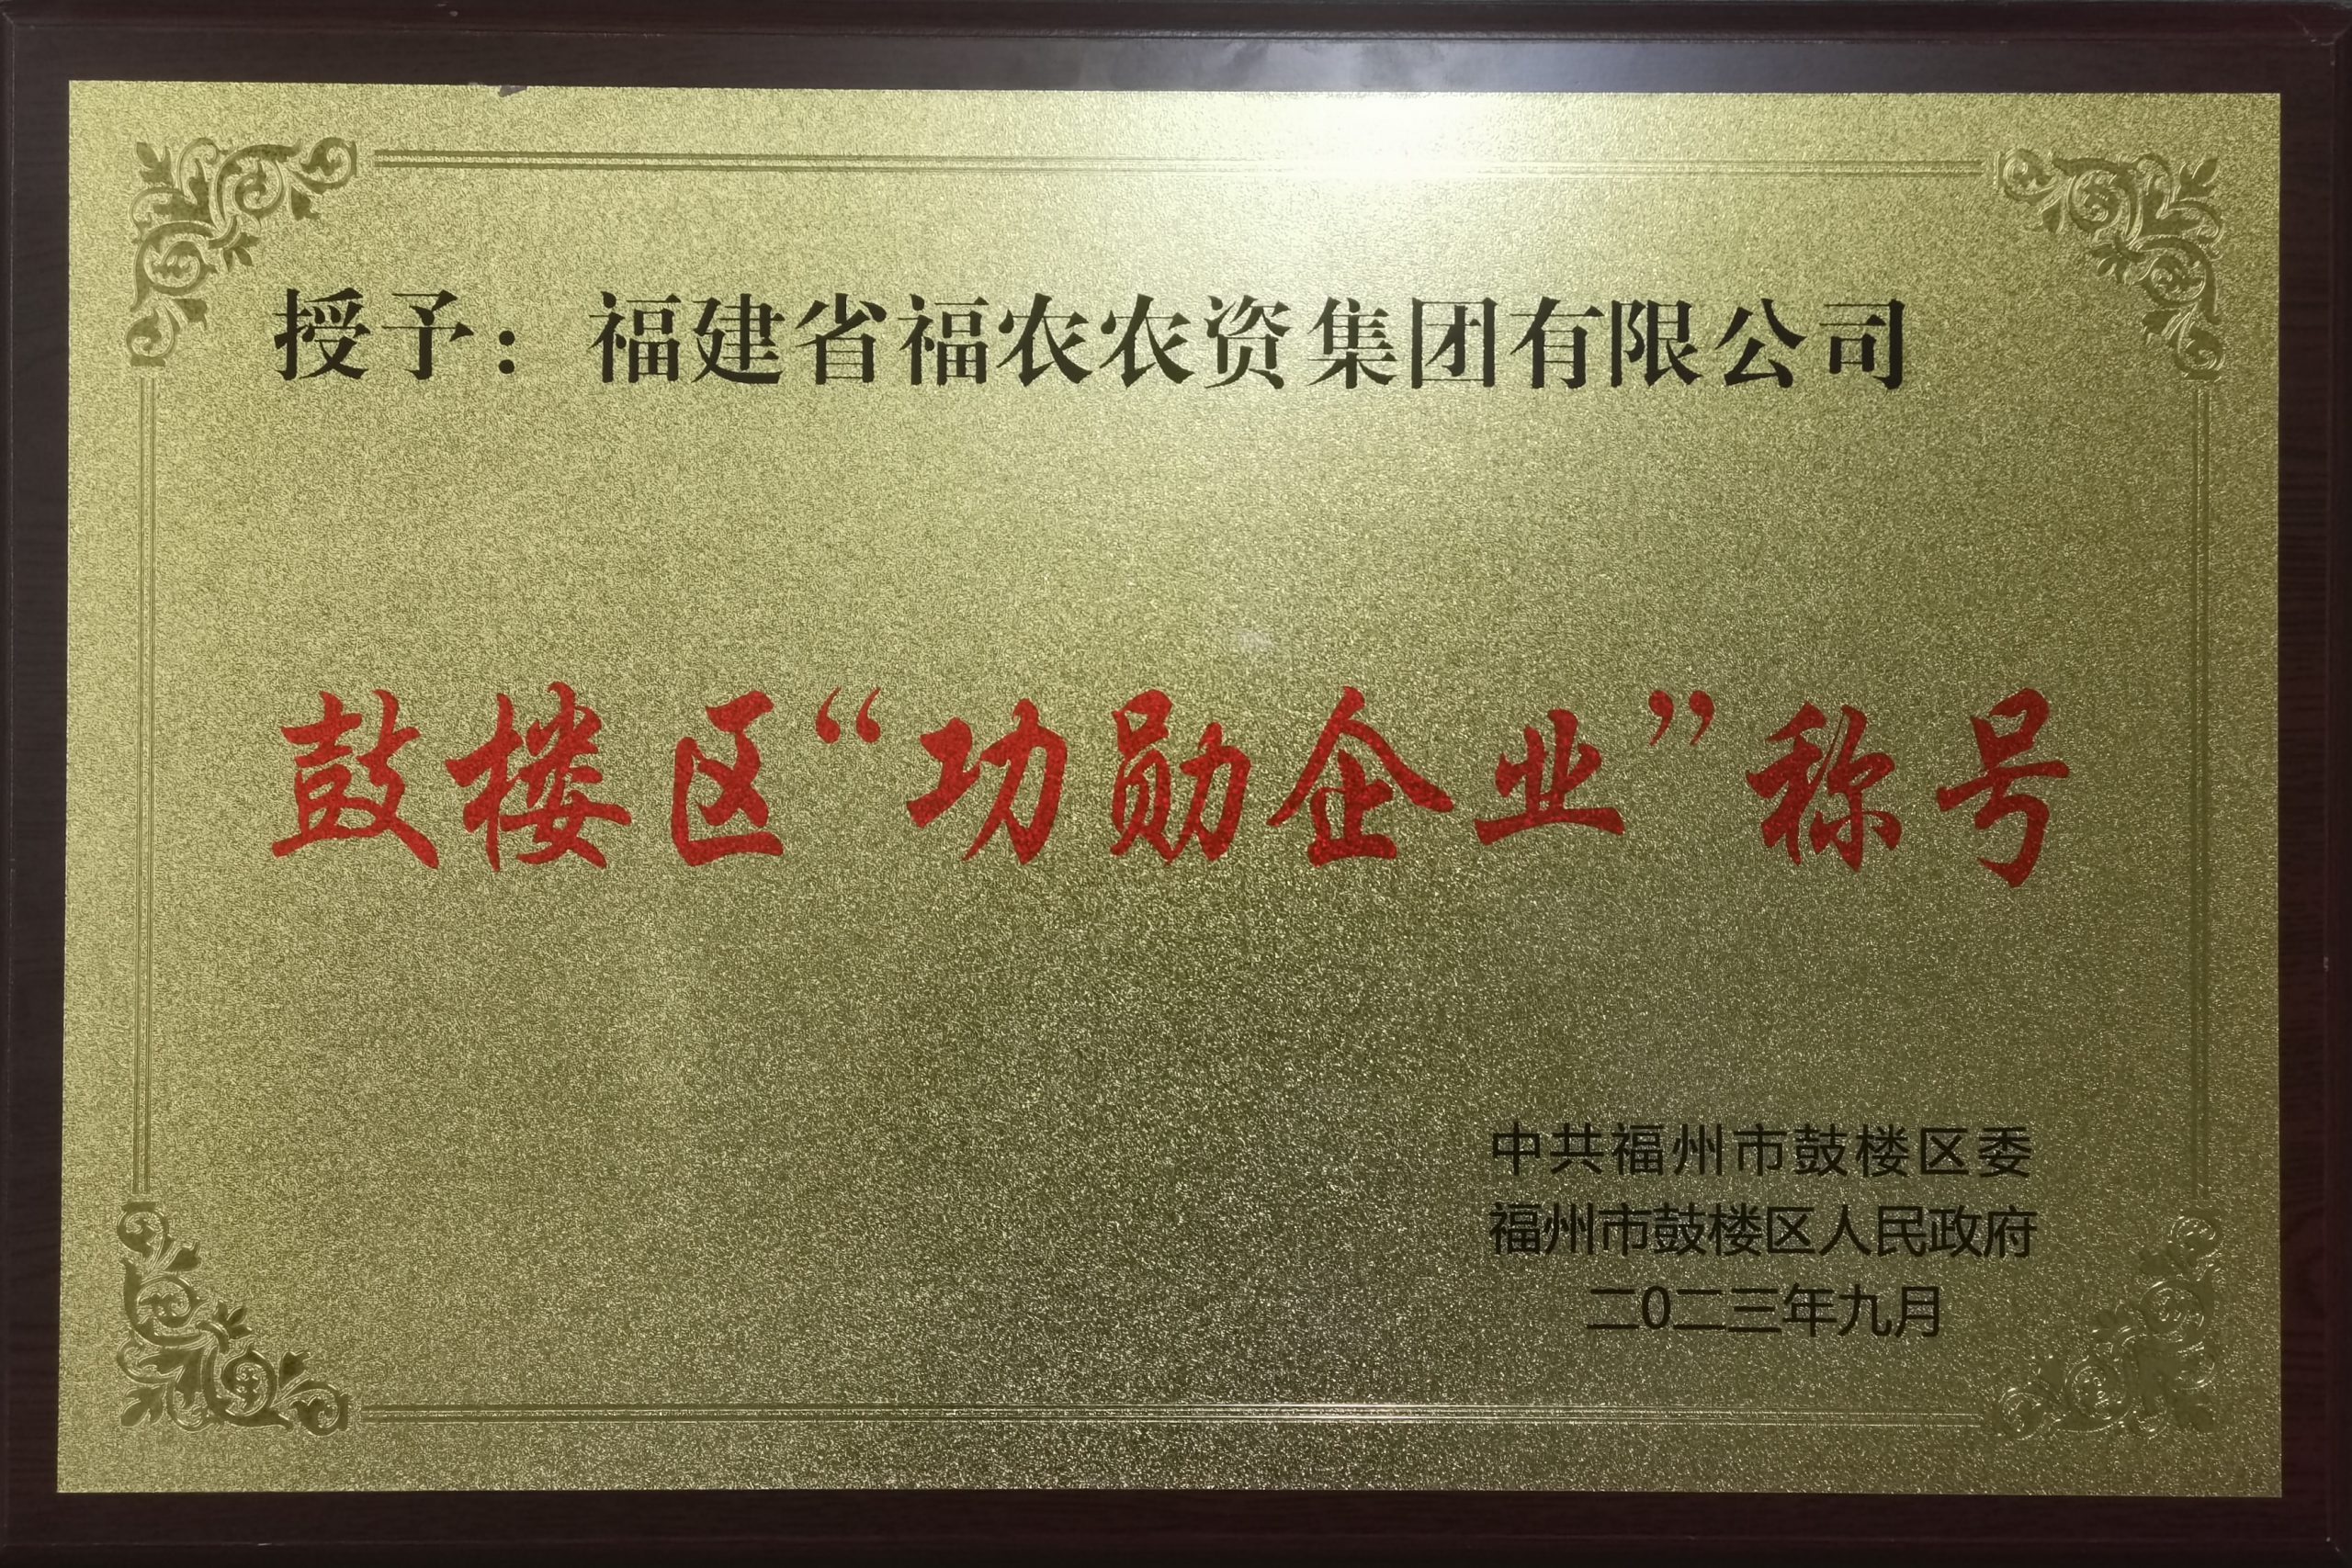 授予：福建省福农农资集团有限公司
鼓楼区“功勋企业”称号
中共福州市鼓楼区委
福州市鼓楼区人民政府
二0二三年九月